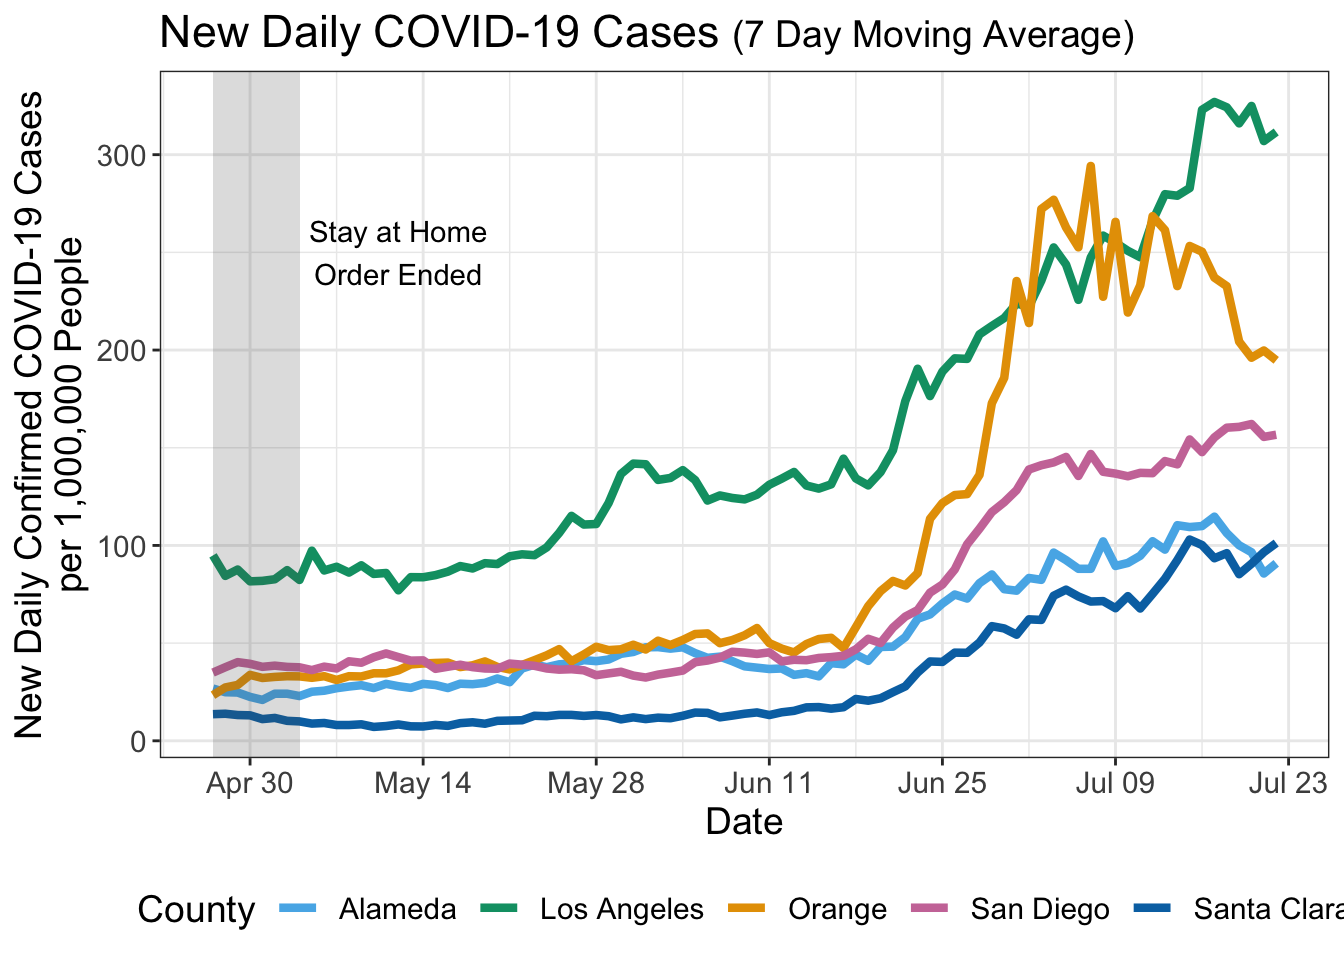 New Daily COVID-19 Cases (7 Day Moving Average)
New Daily Confirmed COVID-19 Cases
per 1,000,000 People
300
200
100
0
Stay at Home
Order Ended
Apr 30 May 14 May 28 Jun 11 Jun 25 Jul 09 Jul 23
Date
County Alameda Los Angeles Orange San Diego Santa Clara